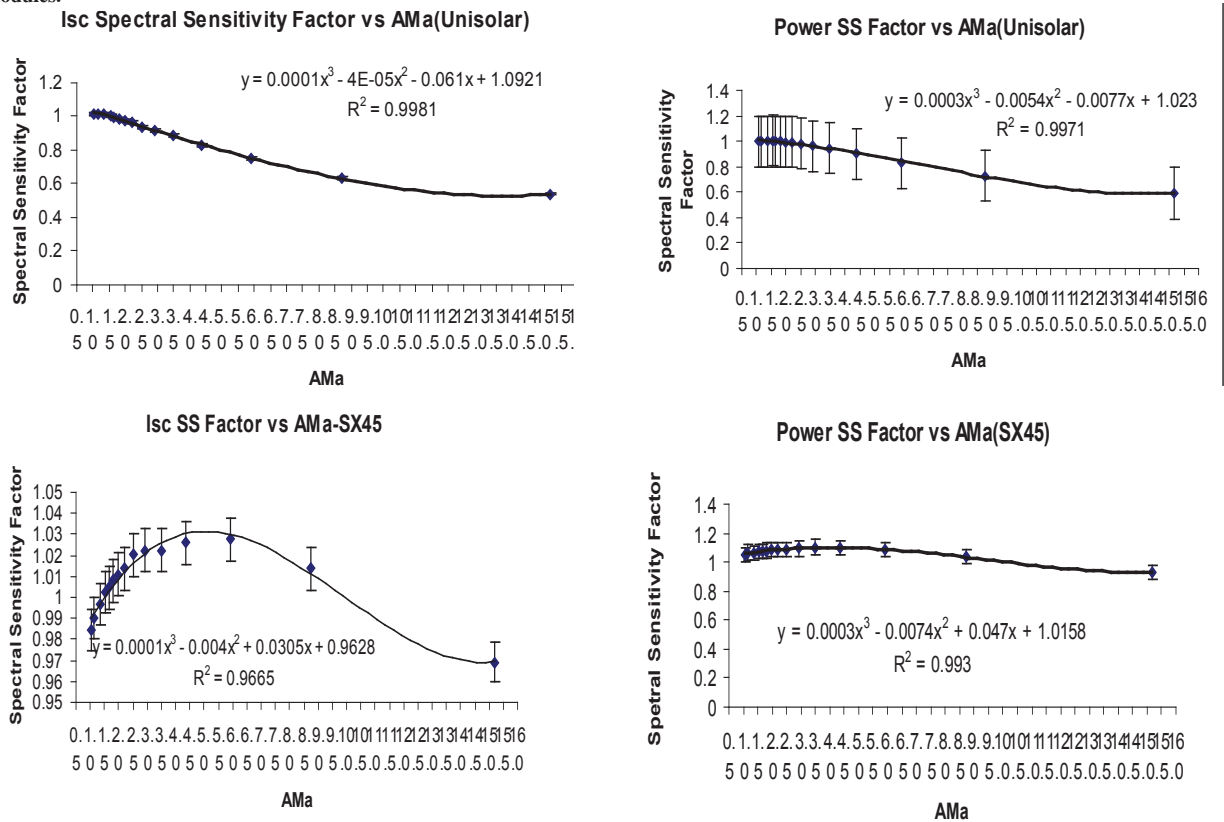 odules.
Isc Spectral Sensitivity Factor vs AMa(Unisolar)
Spectral Sensitivity Factor
y = 0.0001x³ - 4E-05x² - 0.061x + 1.0921
R² = 0.9981
1.2
1
0.8
0.6
0.4
0.2
0
AMa
Power SS Factor vs AMa(Unisolar)
Spectral Sensitivity
Factor
y = 0.0003x³ - 0.0054x² - 0.0077x + 1.023
R² = 0.9971
1.4
1.2
1
0.8
0.6
0.4
0.2
0
AMa
Isc SS Factor vs AMa-SX45
Spectral Sensitivity Factor
1.05
1.04
1.03
1.02
1.01
1
0.99
0.98
0.97
0.96
0.95
y = 0.0001x³ - 0.004x² + 0.0305x + 0.9628
R² = 0.9665
AMa
Power SS Factor vs AMa(SX45)
Spetral Sensitivity Factor
1.4
1.2
1
0.8
0.6
0.4
0.2
0
y = 0.0003x³ - 0.0074x² + 0.047x + 1.0158
R² = 0.993
AMa